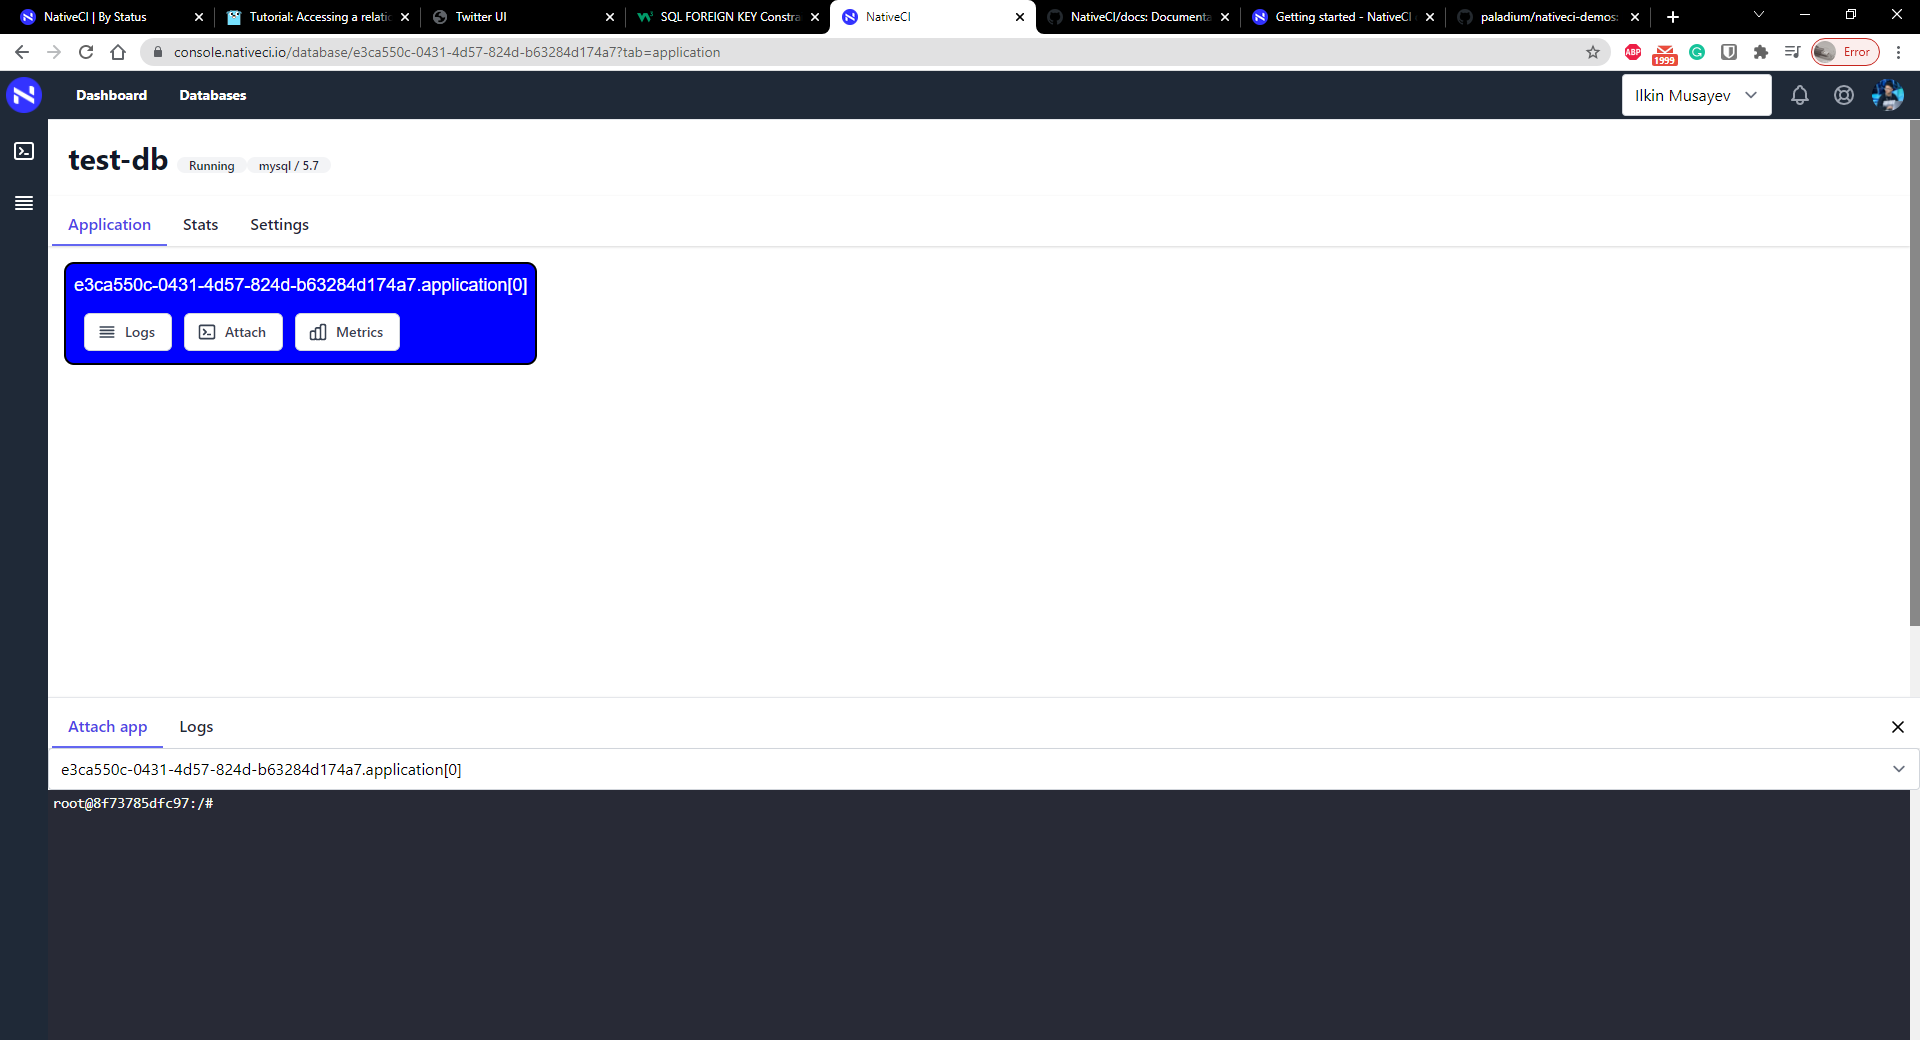 NativeCI | By Status
Tutorial: Accessing a relati
Twitter UI
SQL FOREIGN KEY Constra
NativeCI
NativeCI/docs: Documenta
Getting started - NativeCI
paladium/nativeci-demos:
console.nativeci.io/database/e3ca550c-0431-4d57-824d-b63284d174a7?tab=application
ABP
1999
Error
Dashboard
Databases
Ilkin Musayev
test-db
Running
mysql / 5.7
Application
Stats
Settings
e3ca550c-0431-4d57-824d-b63284d174a7.application[0]
Logs
Attach
Metrics
Attach app
Logs
e3ca550c-0431-4d57-824d-b63284d174a7.application[0]
root@8f73785dfc97:/#